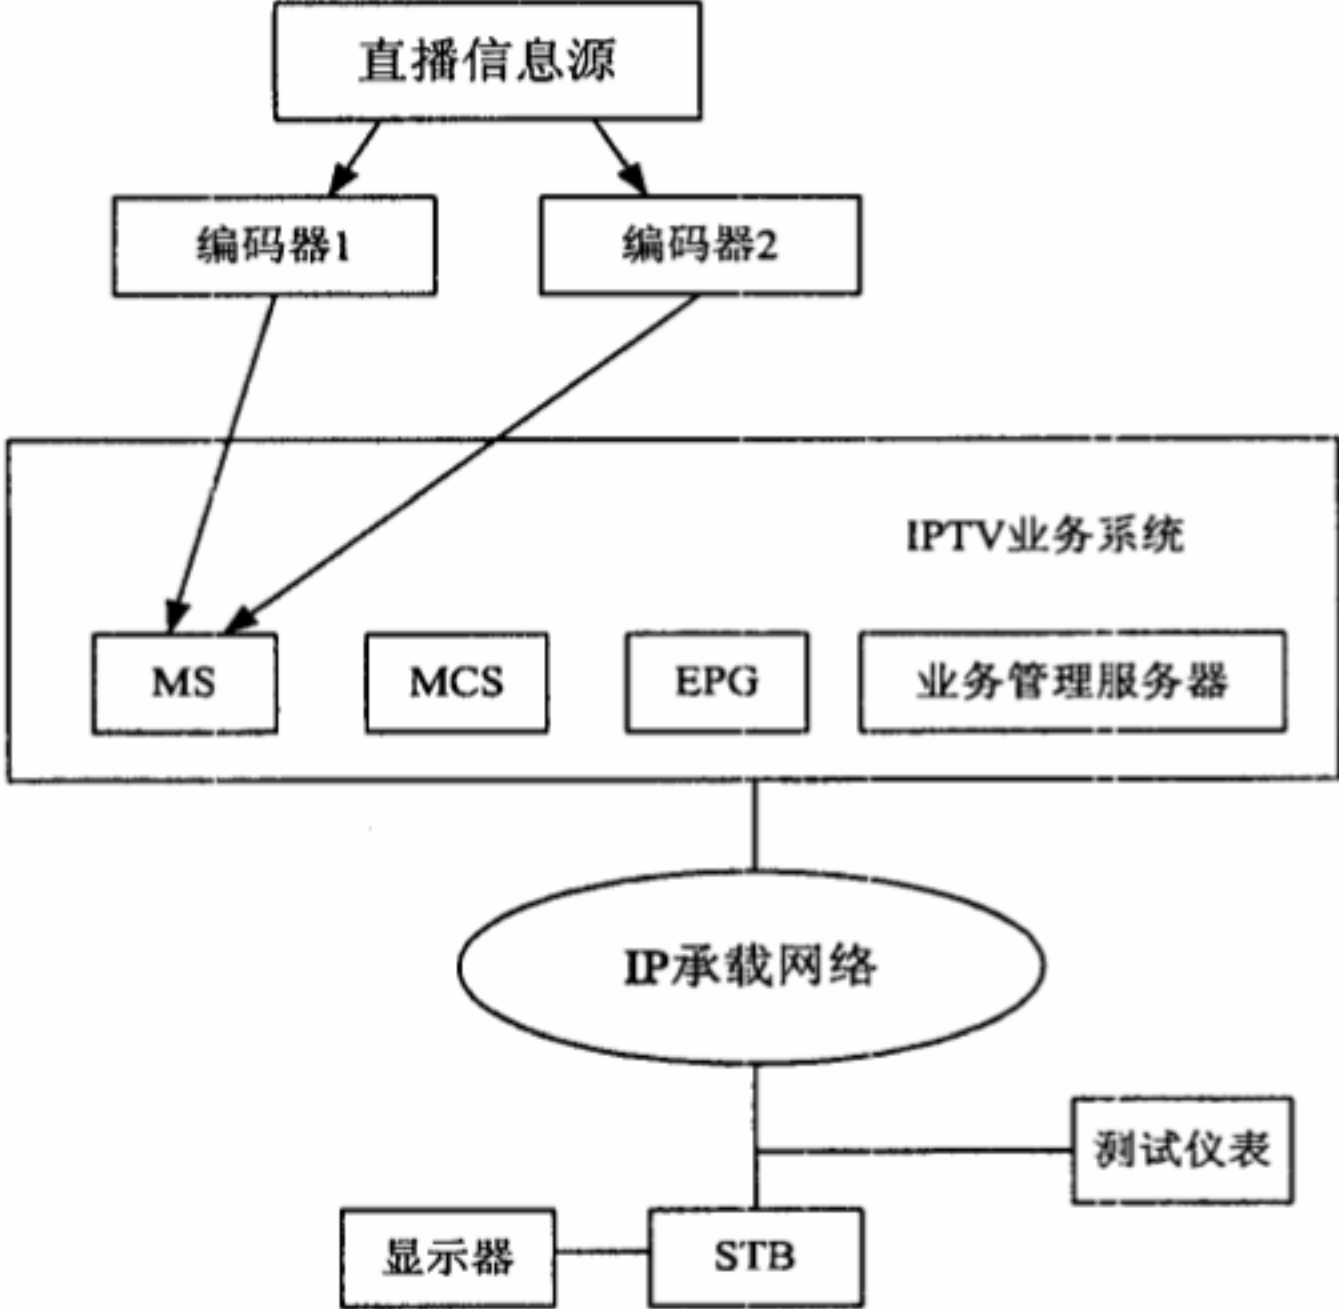 直播信息源
编码器1
编码器2
IPTV业务系统
MS
MCS
EPG
业务管理服务器
IP承载网络
测试仪表
显示器
STB